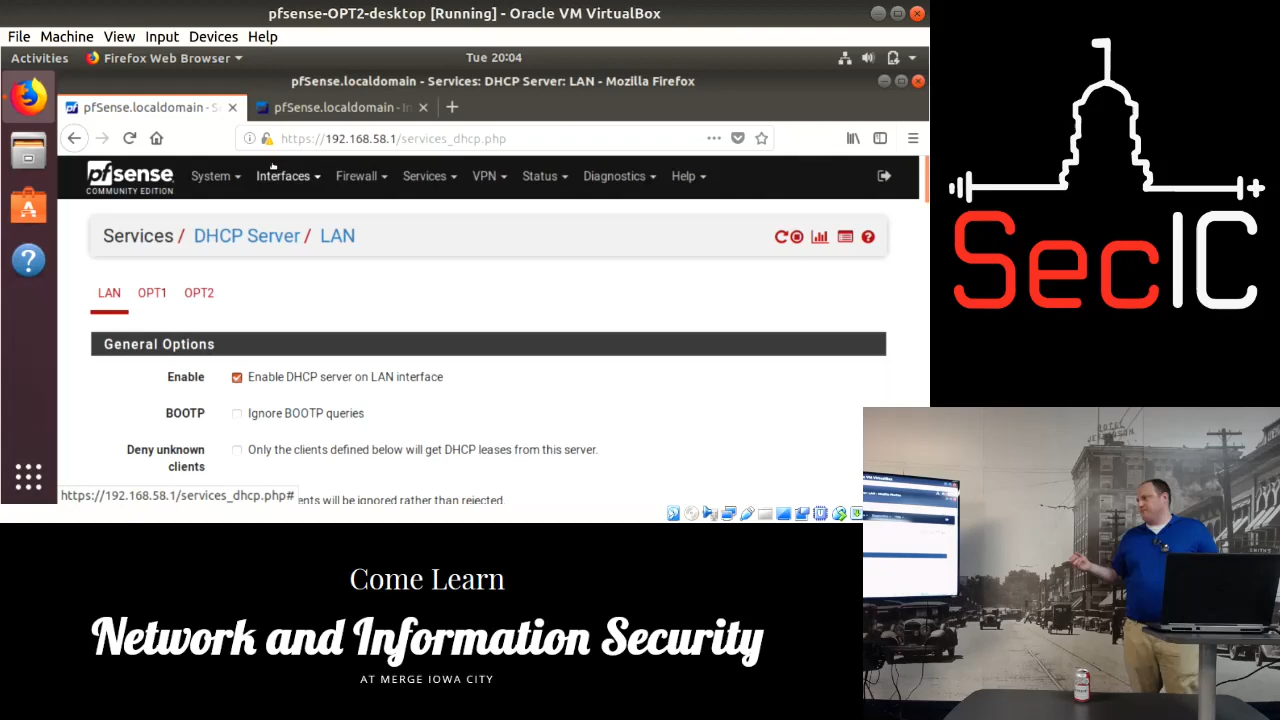 pfsense-OPT2-desktop [Running] - Oracle VM VirtualBox
File Machine View Input Devices Help
Activities Firefox Web Browser Tue 20:04
pfSense.localdomain - Services: DHCP Server: LAN - Mozilla Firefox
pfSense.localdomain - S
pfSense.localdomain - In
https://192.168.58.1/services_dhcp.php
pfsense
COMMUNITY EDITION
System Interfaces Firewall Services VPN Status Diagnostics Help
Services / DHCP Server / LAN
LAN OPT1 OPT2
General Options
Enable Enable DHCP server on LAN interface
BOOTP Ignore BOOTP queries
Deny unknown clients Only the clients defined below will get DHCP leases from this server.
ents will be ignored rather than rejected.
https://192.168.58.1/services_dhcp.php#
SecIC
Come Learn
Network and Information Security
AT MERGE IOWA CITY
HOTEL
JEFFERSON